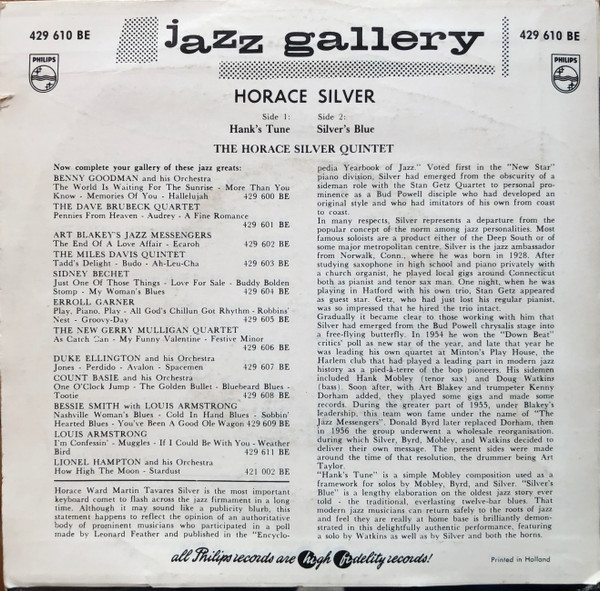 429 610 BE
jazz gallery
429 610 BE
PHILIPS
PHILIPS
HORACE SILVER
Side 1:
Side 2:
Hank's Tune
Silver's Blue
THE HORACE SILVER QUINTET
Now complete your gallery of these jazz greats:
BENNY GOODMAN and his Orchestra
The World Is Waiting For The Sunrise - More Than You
Know - Memories Of You - Hallelujah 429 600 BE
THE DAVE BRUBECK QUARTET
Pennies From Heaven - Audrey - A Fine Romance
429 601 BE
ART BLAKEY'S JAZZ MESSENGERS
The End Of A Love Affair - Ecaroh 429 602 BE
THE MILES DAVIS QUINTET
Tadd's Delight - Budo - Ah-Leu-Cha 429 603 BE
SIDNEY BECHET
Just One Of Those Things - Love For Sale - Buddy Bolden
Stomp - My Woman's Blues 429 604 BE
ERROLL GARNER
Play, Piano, Play - All God's Chillun Got Rhythm - Robbins'
Nest - Groovy-Day 429 605 BE
THE NEW GERRY MULLIGAN QUARTET
As Catch Can - My Funny Valentine - Festive Minor
429 606 BE
DUKE ELLINGTON and his Orchestra
Jones - Perdido - Avalon - Spacemen 429 607 BE
COUNT BASIE and his Orchestra
One O'Clock Jump - The Golden Bullet - Bluebeard Blues -
Tootie 429 608 BE
BESSIE SMITH with LOUIS ARMSTRONG
Nashville Woman's Blues - Cold In Hand Blues - Sobbin'
Hearted Blues - You've Been A Good Ole Wagon 429 609 BE
LOUIS ARMSTRONG
I'm Confessin' - Muggles - If I Could Be With You - Weather
Bird 429 611 BE
LIONEL HAMPTON and his Orchestra
How High The Moon - Stardust 421 002 BE
Horace Ward Martin Tavares Silver is the most important
keyboard comet to flash across the jazz firmament in a long
time. Although it may sound like a publicity blurb, this
statement happens to reflect the opinion of an authoritative
body of prominent musicians who participated in a poll
made by Leonard Feather and published in the "Encyclo-
pedia Yearbook of Jazz." Voted first in the "New Star"
piano division, Silver had emerged from the obscurity of a
sideman role with the Stan Getz Quartet to personal pro-
minence as a Bud Powell disciple who had developed an
original style and who had imitators of his own from coast
to coast.
In many respects, Silver represents a departure from the
popular concept of the norm among jazz personalities. Most
famous soloists are a product either of the Deep South or of
some major metropolitan centre. Silver is the jazz ambassador
from Norwalk, Conn., where he was born in 1928. After
studying saxophone in high school and piano privately with
a church organist, he played local gigs around Connecticut
both as pianist and tenor sax man. One night, when he was
playing in Hatford with his own trio, Stan Getz appeared
as guest star. Getz, who had just lost his regular pianist,
was so impressed that he hired the trio intact.
Gradually it became clear to those working with him that
Silver had emerged from the Bud Powell chrysalis stage into
a free-flying butterfly. In 1954 he won the "Down Beat"
critics' poll as new star of the year, and late that year he
was leading his own quartet at Minton's Play House, the
Harlem club that had played a leading part in modern jazz
history as a pied-à-terre of the bop pioneers. His sidemen
included Hank Mobley (tenor sax) and Doug Watkins
(bass). Soon after, with Art Blakey and trumpeter Kenny
Dorham added, they played some gigs and made some
records. During the greater part of 1955, under Blakey's
leadership, this team won fame under the name of "The
Jazz Messengers". Donald Byrd later replaced Dorham, then
in 1956 the group underwent a wholesale reorganisation,
during which Silver, Byrd, Mobley, and Watkins decided to
deliver their own message. The present sides were made
around the time of that resolution, the drummer being Art
Taylor.
"Hank's Tune" is a simple Mobley composition used as a
framework for solos by Mobley, Byrd, and Silver. "Silver's
Blue" is a lengthy elaboration on the oldest jazz story ever
told - the traditional, everlasting twelve-bar blues. That
modern jazz musicians can return safely to the roots of jazz
and feel they are really at home base is brilliantly demon-
strated in this delightfully authentic performance, featuring
a solo by Watkins as well as by Silver and both the horns.
all Philips records are high fidelity records!
Printed in Holland